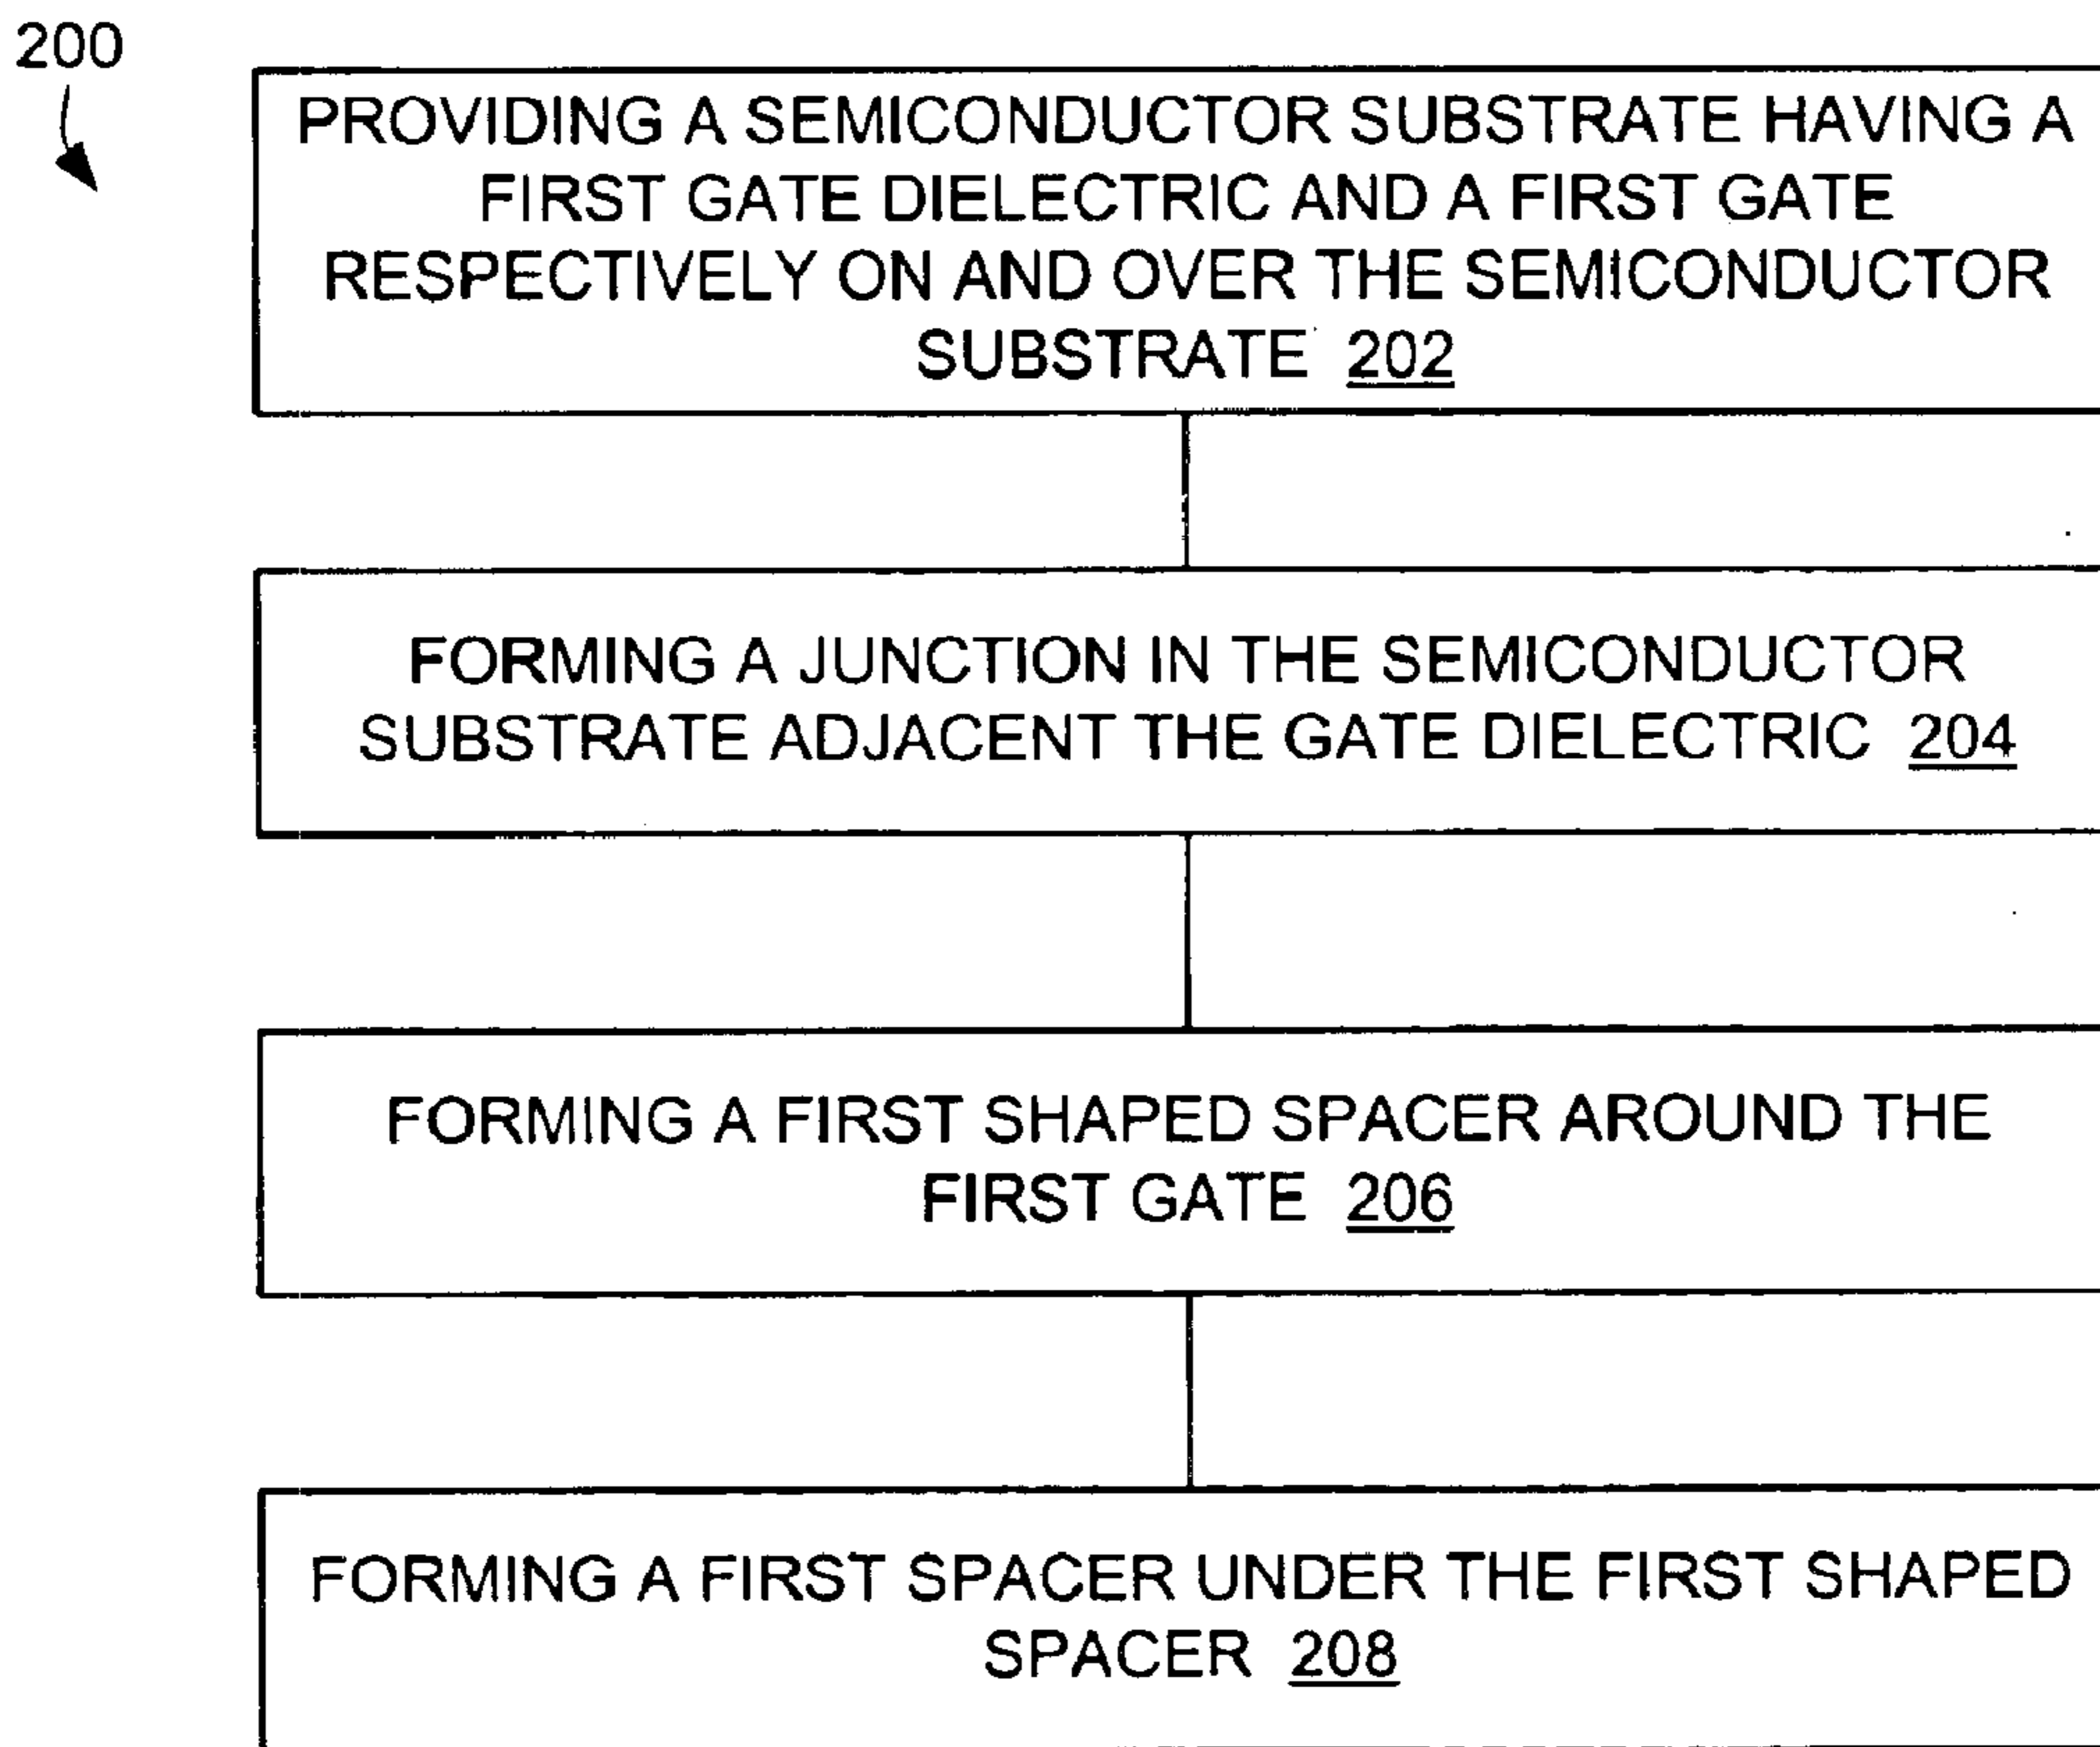 200
PROVIDING A SEMICONDUCTOR SUBSTRATE HAVING A
FIRST GATE DIELECTRIC AND A FIRST GATE
RESPECTIVELY ON AND OVER THE SEMICONDUCTOR
SUBSTRATE 202
FORMING A JUNCTION IN THE SEMICONDUCTOR
SUBSTRATE ADJACENT THE GATE DIELECTRIC 204
FORMING A FIRST SHAPED SPACER AROUND THE
FIRST GATE 206
FORMING A FIRST SPACER UNDER THE FIRST SHAPED
SPACER 208